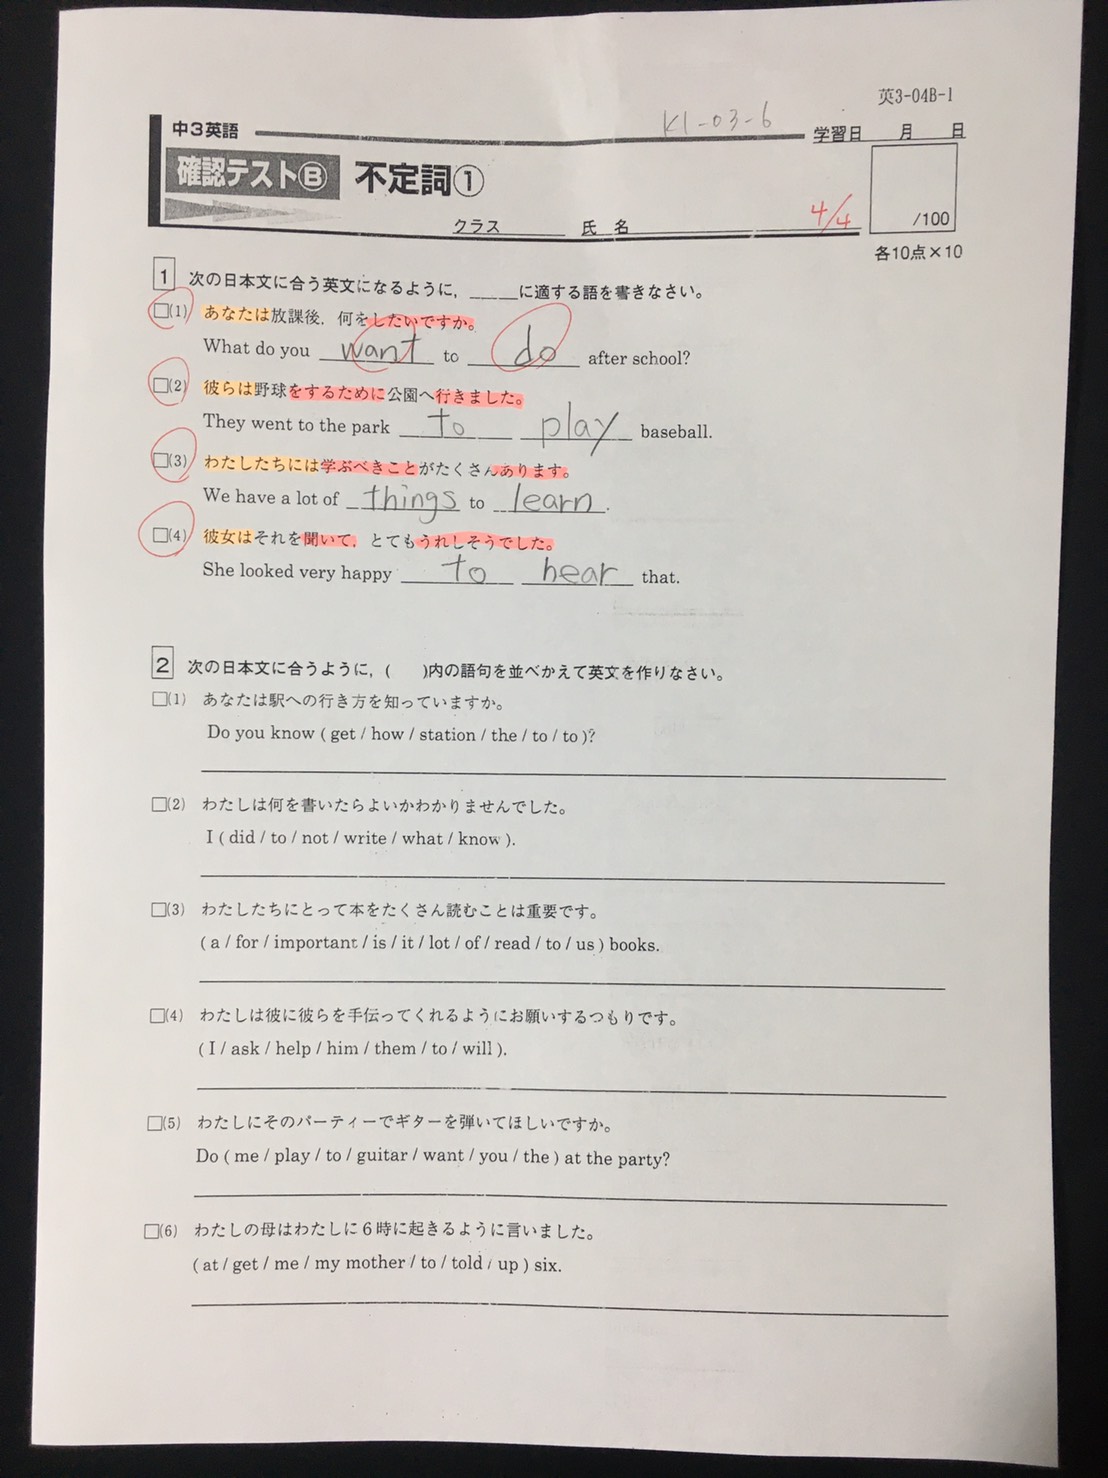 英3-04B-1
K1-03-6
中3英語
学習日 月 日
確認テストⒷ 不定詞①
クラス 氏名 4/4 /100
各10点×10
1 次の日本文に合う英文になるように，____に適する語を書きなさい。
□(1) あなたは放課後，何をしたいですか。
What do you want to do after school?
□(2) 彼らは野球をするために公園へ行きました。
They went to the park to play baseball.
□(3) わたしたちには学ぶべきことがたくさんあります。
We have a lot of things to learn.
□(4) 彼女はそれを聞いて，とてもうれしそうでした。
She looked very happy to hear that.
2 次の日本文に合うように，(　　)内の語句を並べかえて英文を作りなさい。
□(1) あなたは駅への行き方を知っていますか。
Do you know ( get / how / station / the / to / to )?
□(2) わたしは何を書いたらよいかわかりませんでした。
I ( did / to / not / write / what / know ).
□(3) わたしたちにとって本をたくさん読むことは重要です。
( a / for / important / is / it / lot / of / read / to / us ) books.
□(4) わたしは彼に彼らを手伝ってくれるようにお願いするつもりです。
( I / ask / help / him / them / to / will ).
□(5) わたしにそのパーティーでギターを弾いてほしいですか。
Do ( me / play / to / guitar / want / you / the ) at the party?
□(6) わたしの母はわたしに6時に起きるように言いました。
( at / get / me / my mother / to / told / up ) six.